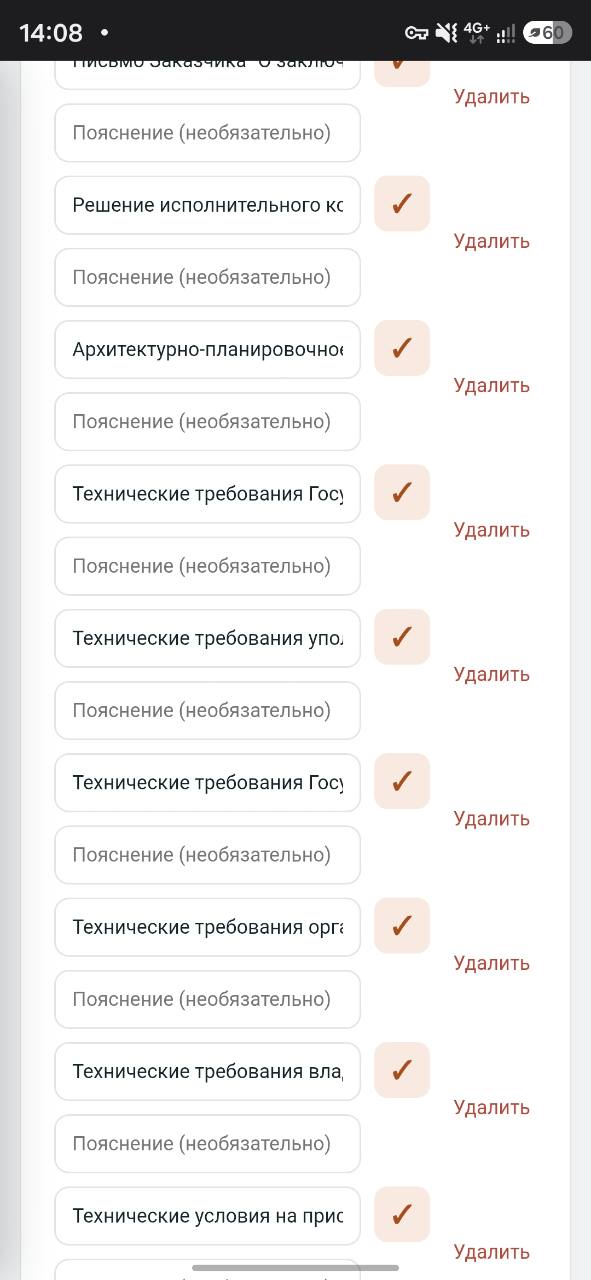 14:08
4G+
60
Письмо Заказчика "О заключ
Удалить
Пояснение (необязательно)
Решение исполнительного ко
Удалить
Пояснение (необязательно)
Архитектурно-планировочное
Удалить
Пояснение (необязательно)
Технические требования Госу
Удалить
Пояснение (необязательно)
Технические требования упол
Удалить
Пояснение (необязательно)
Технические требования Госу
Удалить
Пояснение (необязательно)
Технические требования орга
Удалить
Пояснение (необязательно)
Технические требования вла
Удалить
Пояснение (необязательно)
Технические условия на прис
Удалить